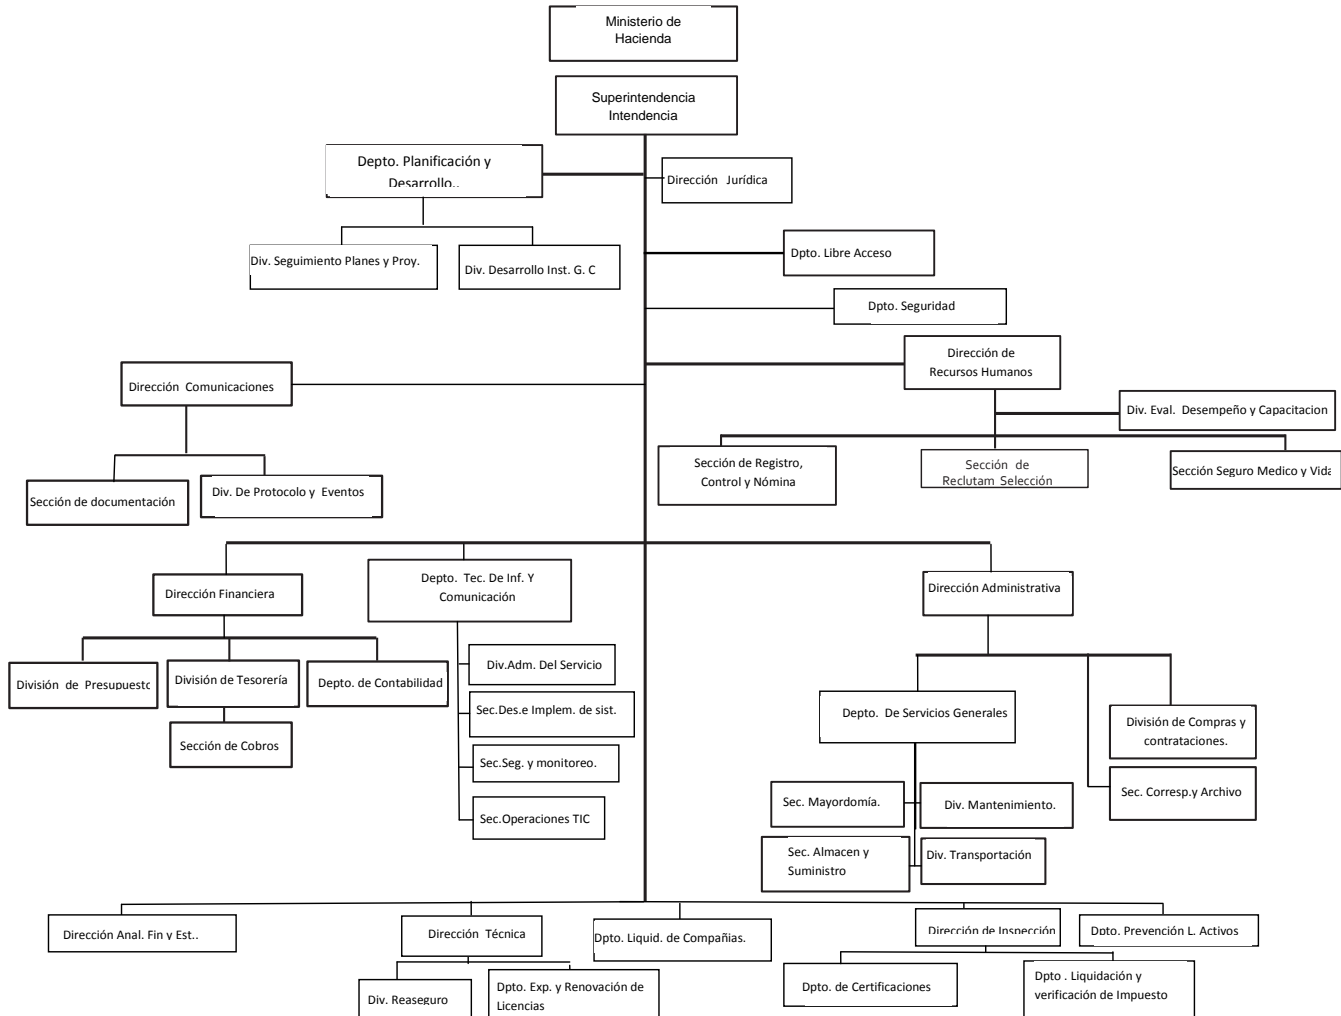 Ministerio de
Hacienda
Superintendencia
Intendencia
Depto. Planificación y
Desarrollo..
Dirección Jurídica
Div. Seguimiento Planes y Proy.
Div. Desarrollo Inst. G. C
Dpto. Libre Acceso
Dpto. Seguridad
Dirección de
Recursos Humanos
Dirección Comunicaciones
Div. Eval. Desempeño y Capacitacion
Sección de Registro,
Control y Nómina
Sección de
Reclutam Selección
Sección Seguro Medico y Vida
Sección de documentación
Div. De Protocolo y Eventos
Dirección Financiera
Depto. Tec. De Inf. Y
Comunicación
Dirección Administrativa
División de Presupuesto
División de Tesorería
Depto. de Contabilidad
Sección de Cobros
Div.Adm. Del Servicio
Sec.Des.e Implem. de sist.
Sec.Seg. y monitoreo.
Sec.Operaciones TIC
Depto. De Servicios Generales
División de Compras y
contrataciones.
Sec. Corresp.y Archivo
Sec. Mayordomía.
Div. Mantenimiento.
Sec. Almacen y
Suministro
Div. Transportación
Dirección Anal. Fin y Est..
Dirección Técnica
Dpto. Liquid. de Compañias.
Dirección de Inspección
Dpto. Prevención L. Activos
Div. Reaseguro
Dpto. Exp. y Renovación de
Licencias
Dpto. de Certificaciones
Dpto . Liquidación y
verificación de Impuesto